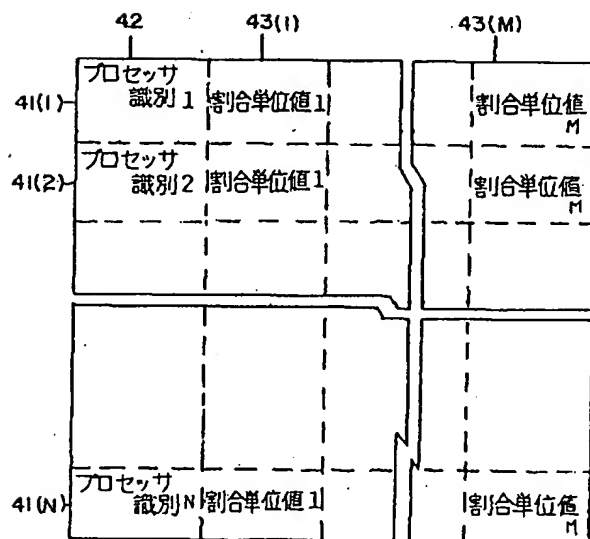 42 43(1) 43(M)
41(1) プロセッサ 識別 1 割合単位値 1 割合単位値 M
41(2) プロセッサ 識別 2 割合単位値 1 割合単位値 M
41(N) プロセッサ 識別 N 割合単位値 1 割合単位値 M